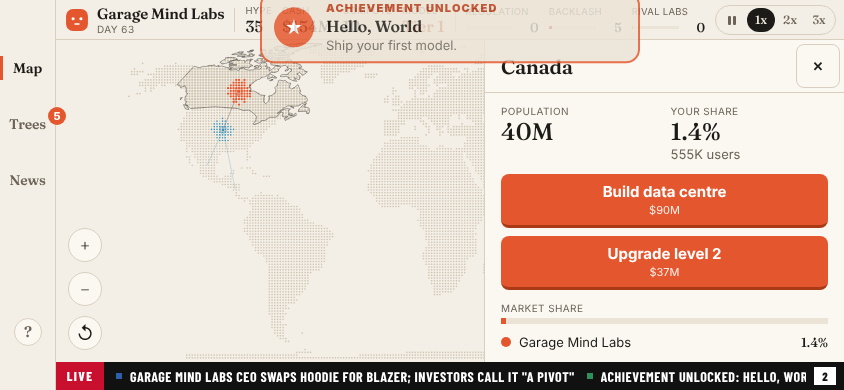 Garage Mind Labs
DAY 63
HYPE
35
ACHIEVEMENT UNLOCKED
Hello, World
Ship your first model.
0
BACKLASH
5
RIVAL LABS
0
1x
2x
3x
Map
Trees
5
News
?
+
−
Canada
×
POPULATION
40M
YOUR SHARE
1.4%
555K users
Build data centre
$90M
Upgrade level 2
$37M
MARKET SHARE
Garage Mind Labs
1.4%
LIVE
GARAGE MIND LABS CEO SWAPS HOODIE FOR BLAZER; INVESTORS CALL IT "A PIVOT"
ACHIEVEMENT UNLOCKED: HELLO, WOR
2